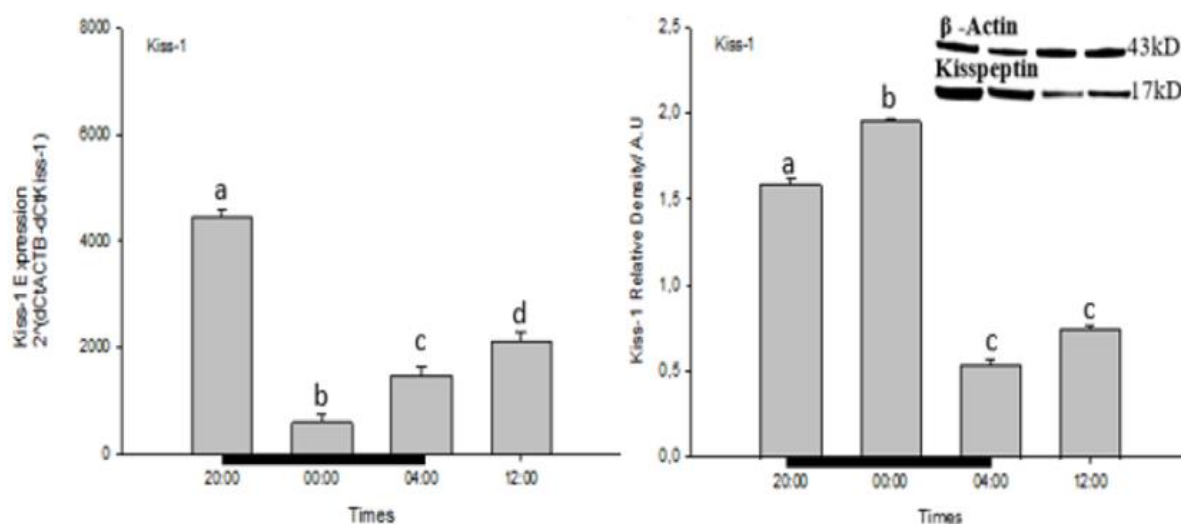 8000
6000
4000
2000
0
Kiss-1 Expression
2^(dCtACTB-dCtKiss-1)
Kiss-1
a
b
c
d
20:00 00:00 04:00 12:00
Times
2,5
2,0
1,5
1,0
0,5
0,0
Kiss-1 Relative Density/ A.U
Kiss-1
β -Actin
43kD
Kisspeptin
17kD
a
b
c
c
20:00 00:00 04:00 12:00
Times